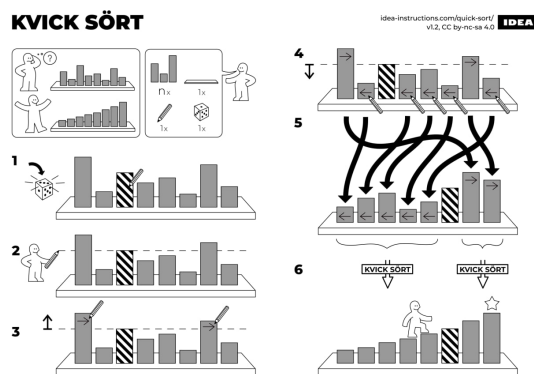 KVICK SÖRT
idea-instructions.com/quick-sort/
v1.2, CC by-nc-sa 4.0
IDEA
?
n x
1x
1x
1x
1
2
3
4
5
6
KVICK SÖRT
KVICK SÖRT